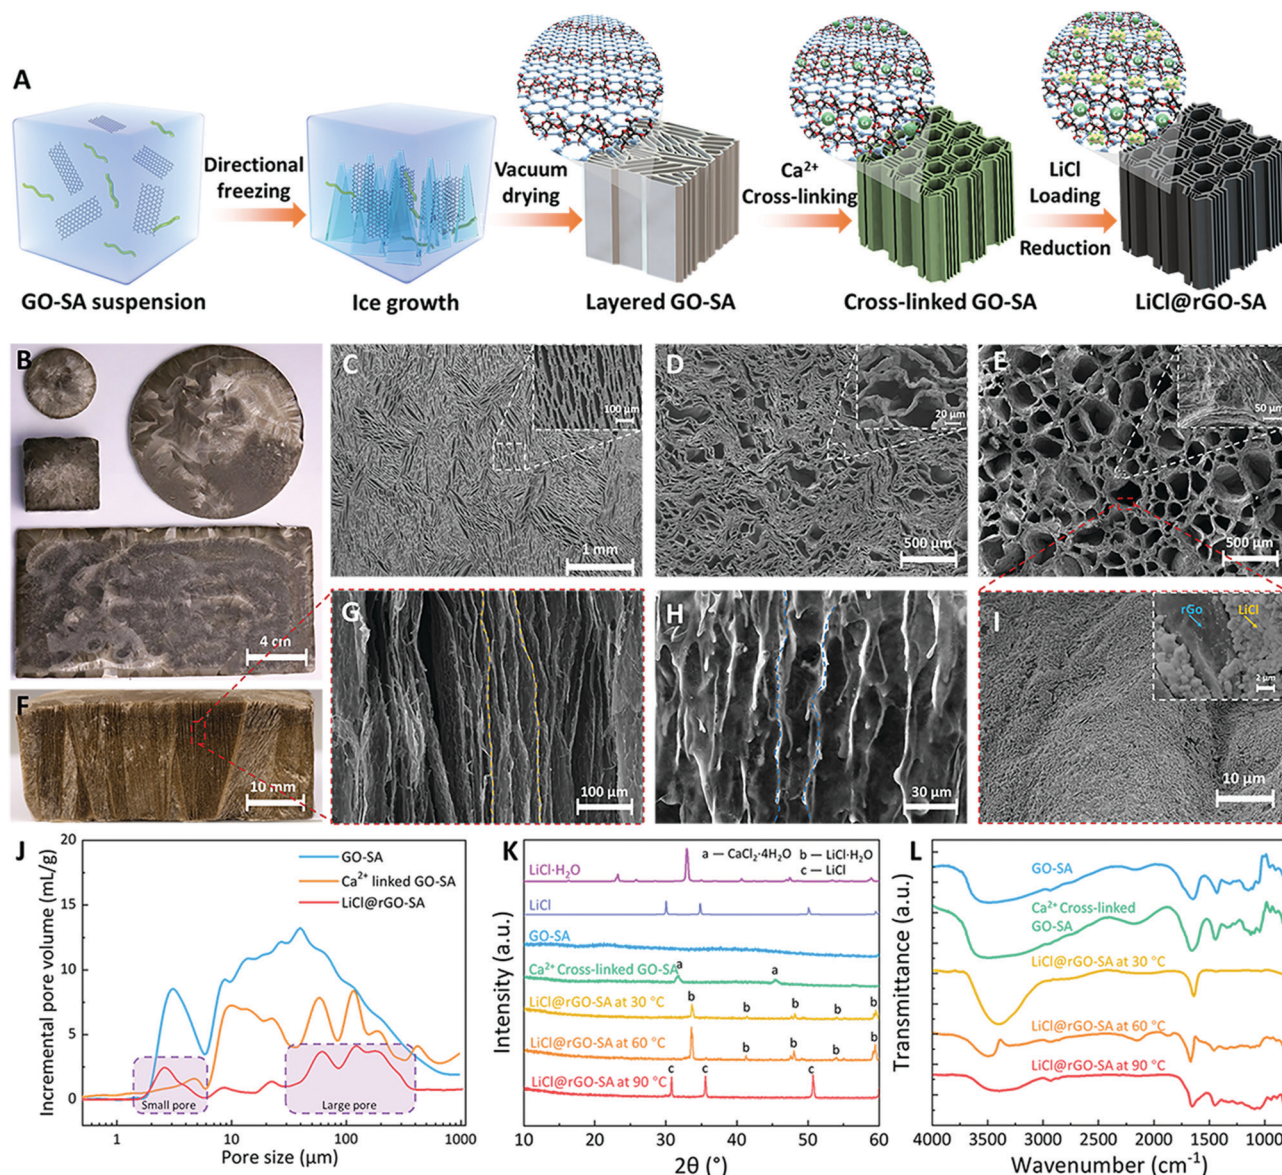 A
GO-SA suspension
Directional
freezing
Ice growth
Vacuum
drying
Layered GO-SA
Ca²⁺
Cross-linking
Cross-linked GO-SA
LiCl
Loading
Reduction
LiCl@rGO-SA
B
4 cm
C
100 μm
1 mm
D
20 μm
500 μm
E
50 μm
500 μm
F
10 mm
G
100 μm
H
30 μm
I
rGo
LiCl
2 μm
10 μm
J
Incremental pore volume (mL/g)
20
15
10
5
0
GO-SA
Ca²⁺ linked GO-SA
LiCl@rGO-SA
Small pore
Large pore
1
10
100
1000
Pore size (μm)
K
Intensity (a.u.)
a — CaCl₂·4H₂O
b — LiCl·H₂O
c — LiCl
LiCl·H₂O
LiCl
GO-SA
Ca²⁺ Cross-linked GO-SA
a
a
LiCl@rGO-SA at 30 °C
b
b
b
b
b
LiCl@rGO-SA at 60 °C
b
b
b
b
LiCl@rGO-SA at 90 °C
c
c
c
10
20
30
40
50
60
2θ (°)
L
Transmittance (a.u.)
GO-SA
Ca²⁺ Cross-linked
GO-SA
LiCl@rGO-SA at 30 °C
LiCl@rGO-SA at 60 °C
LiCl@rGO-SA at 90 °C
4000
3500
3000
2500
2000
1500
1000
Wavenumber (cm⁻¹)